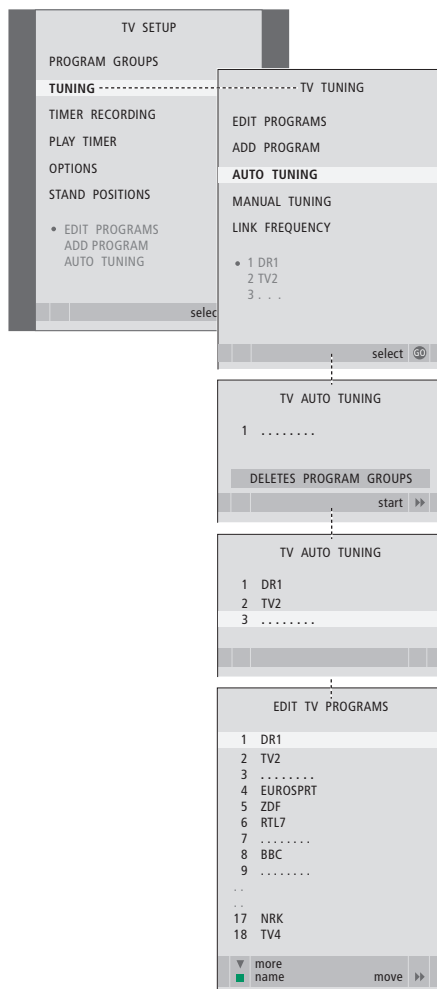 TV SETUP
PROGRAM GROUPS
TUNING
TIMER RECORDING
PLAY TIMER
OPTIONS
STAND POSITIONS
• EDIT PROGRAMS
ADD PROGRAM
AUTO TUNING
selec
TV TUNING
EDIT PROGRAMS
ADD PROGRAM
AUTO TUNING
MANUAL TUNING
LINK FREQUENCY
• 1 DR1
2 TV2
3 . . .
select GO
TV AUTO TUNING
1 ........
DELETES PROGRAM GROUPS
start
TV AUTO TUNING
1 DR1
2 TV2
3 ........
EDIT TV PROGRAMS
1 DR1
2 TV2
3 ........
4 EUROSPRT
5 ZDF
6 RTL7
7 ........
8 BBC
9 ........
. .
. .
17 NRK
18 TV4
more
name move